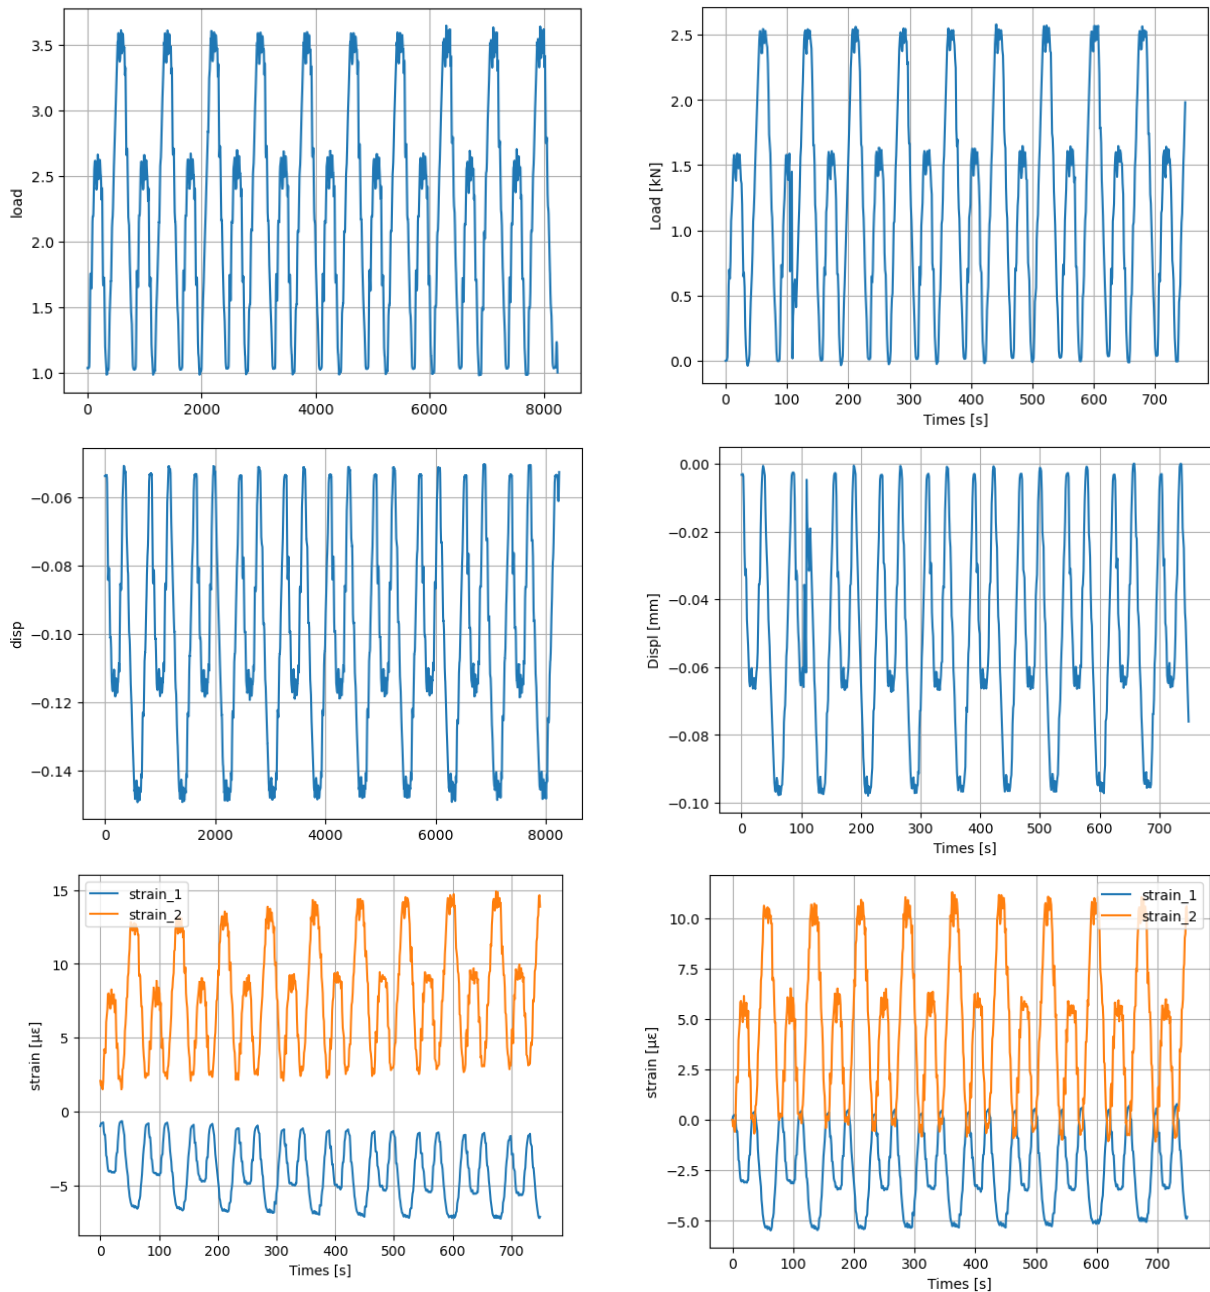 3.5
3.0
2.5
2.0
1.5
1.0
load
0 2000 4000 6000 8000
2.5
2.0
1.5
1.0
0.5
0.0
Load [kN]
0 100 200 300 400 500 600 700
Times [s]
−0.06
−0.08
−0.10
−0.12
−0.14
disp
0 2000 4000 6000 8000
0.00
−0.02
−0.04
−0.06
−0.08
−0.10
Displ [mm]
0 100 200 300 400 500 600 700
Times [s]
strain_1
strain_2
15
10
5
0
−5
strain [με]
0 100 200 300 400 500 600 700
Times [s]
strain_1
strain_2
10.0
7.5
5.0
2.5
0.0
−2.5
−5.0
strain [με]
0 100 200 300 400 500 600 700
Times [s]